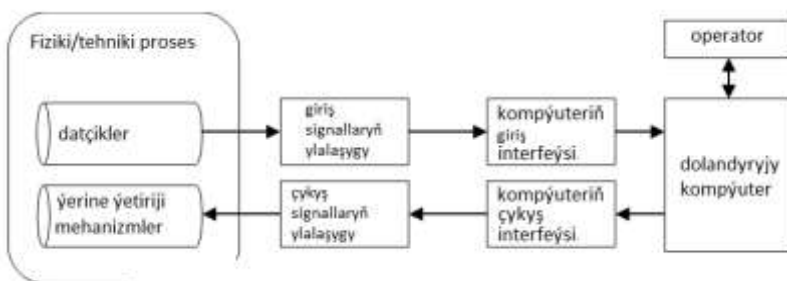 Fiziki/tehniki proses
operator
datçikler
giriş
signallaryň
ylalaşygy
kompýuteriň
giriş
interfeýsi
dolandyryjy
kompýuter
ýerine ýetiriji
mehanizmler
çykyş
signallaryň
ylalaşygy
kompýuteriň
çykyş
interfeýsi